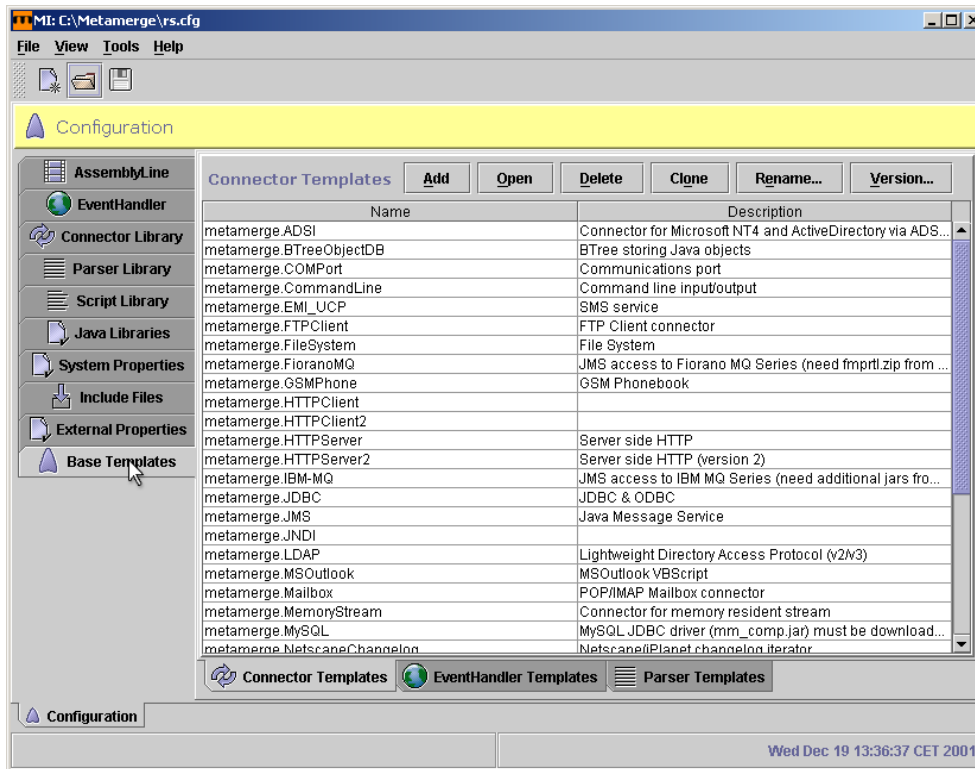 MI: C:\Metamerge\rs.cfg
File View Tools Help
Configuration
AssemblyLine
EventHandler
Connector Library
Parser Library
Script Library
Java Libraries
System Properties
Include Files
External Properties
Base Templates
Connector Templates Add Open Delete Clone Rename... Version...
Name Description
metamerge.ADSI Connector for Microsoft NT4 and ActiveDirectory via ADS...
metamerge.BTreeObjectDB BTree storing Java objects
metamerge.COMPort Communications port
metamerge.CommandLine Command line input/output
metamerge.EMI_UCP SMS service
metamerge.FTPClient FTP Client connector
metamerge.FileSystem File System
metamerge.FioranoMQ JMS access to Fiorano MQ Series (need fmprtl.zip from ...
metamerge.GSMPhone GSM Phonebook
metamerge.HTTPClient
metamerge.HTTPClient2
metamerge.HTTPServer Server side HTTP
metamerge.HTTPServer2 Server side HTTP (version 2)
metamerge.IBM-MQ JMS access to IBM MQ Series (need additional jars fro...
metamerge.JDBC JDBC & ODBC
metamerge.JMS Java Message Service
metamerge.JNDI
metamerge.LDAP Lightweight Directory Access Protocol (v2/v3)
metamerge.MSOutlook MSOutlook VBScript
metamerge.Mailbox POP/IMAP Mailbox connector
metamerge.MemoryStream Connector for memory resident stream
metamerge.MySQL MySQL JDBC driver (mm_comp.jar) must be download...
metamerge.NetscapeChangelog Netscape/iPlanet changelog iterator
Connector Templates EventHandler Templates Parser Templates
Configuration
Wed Dec 19 13:36:37 CET 2001